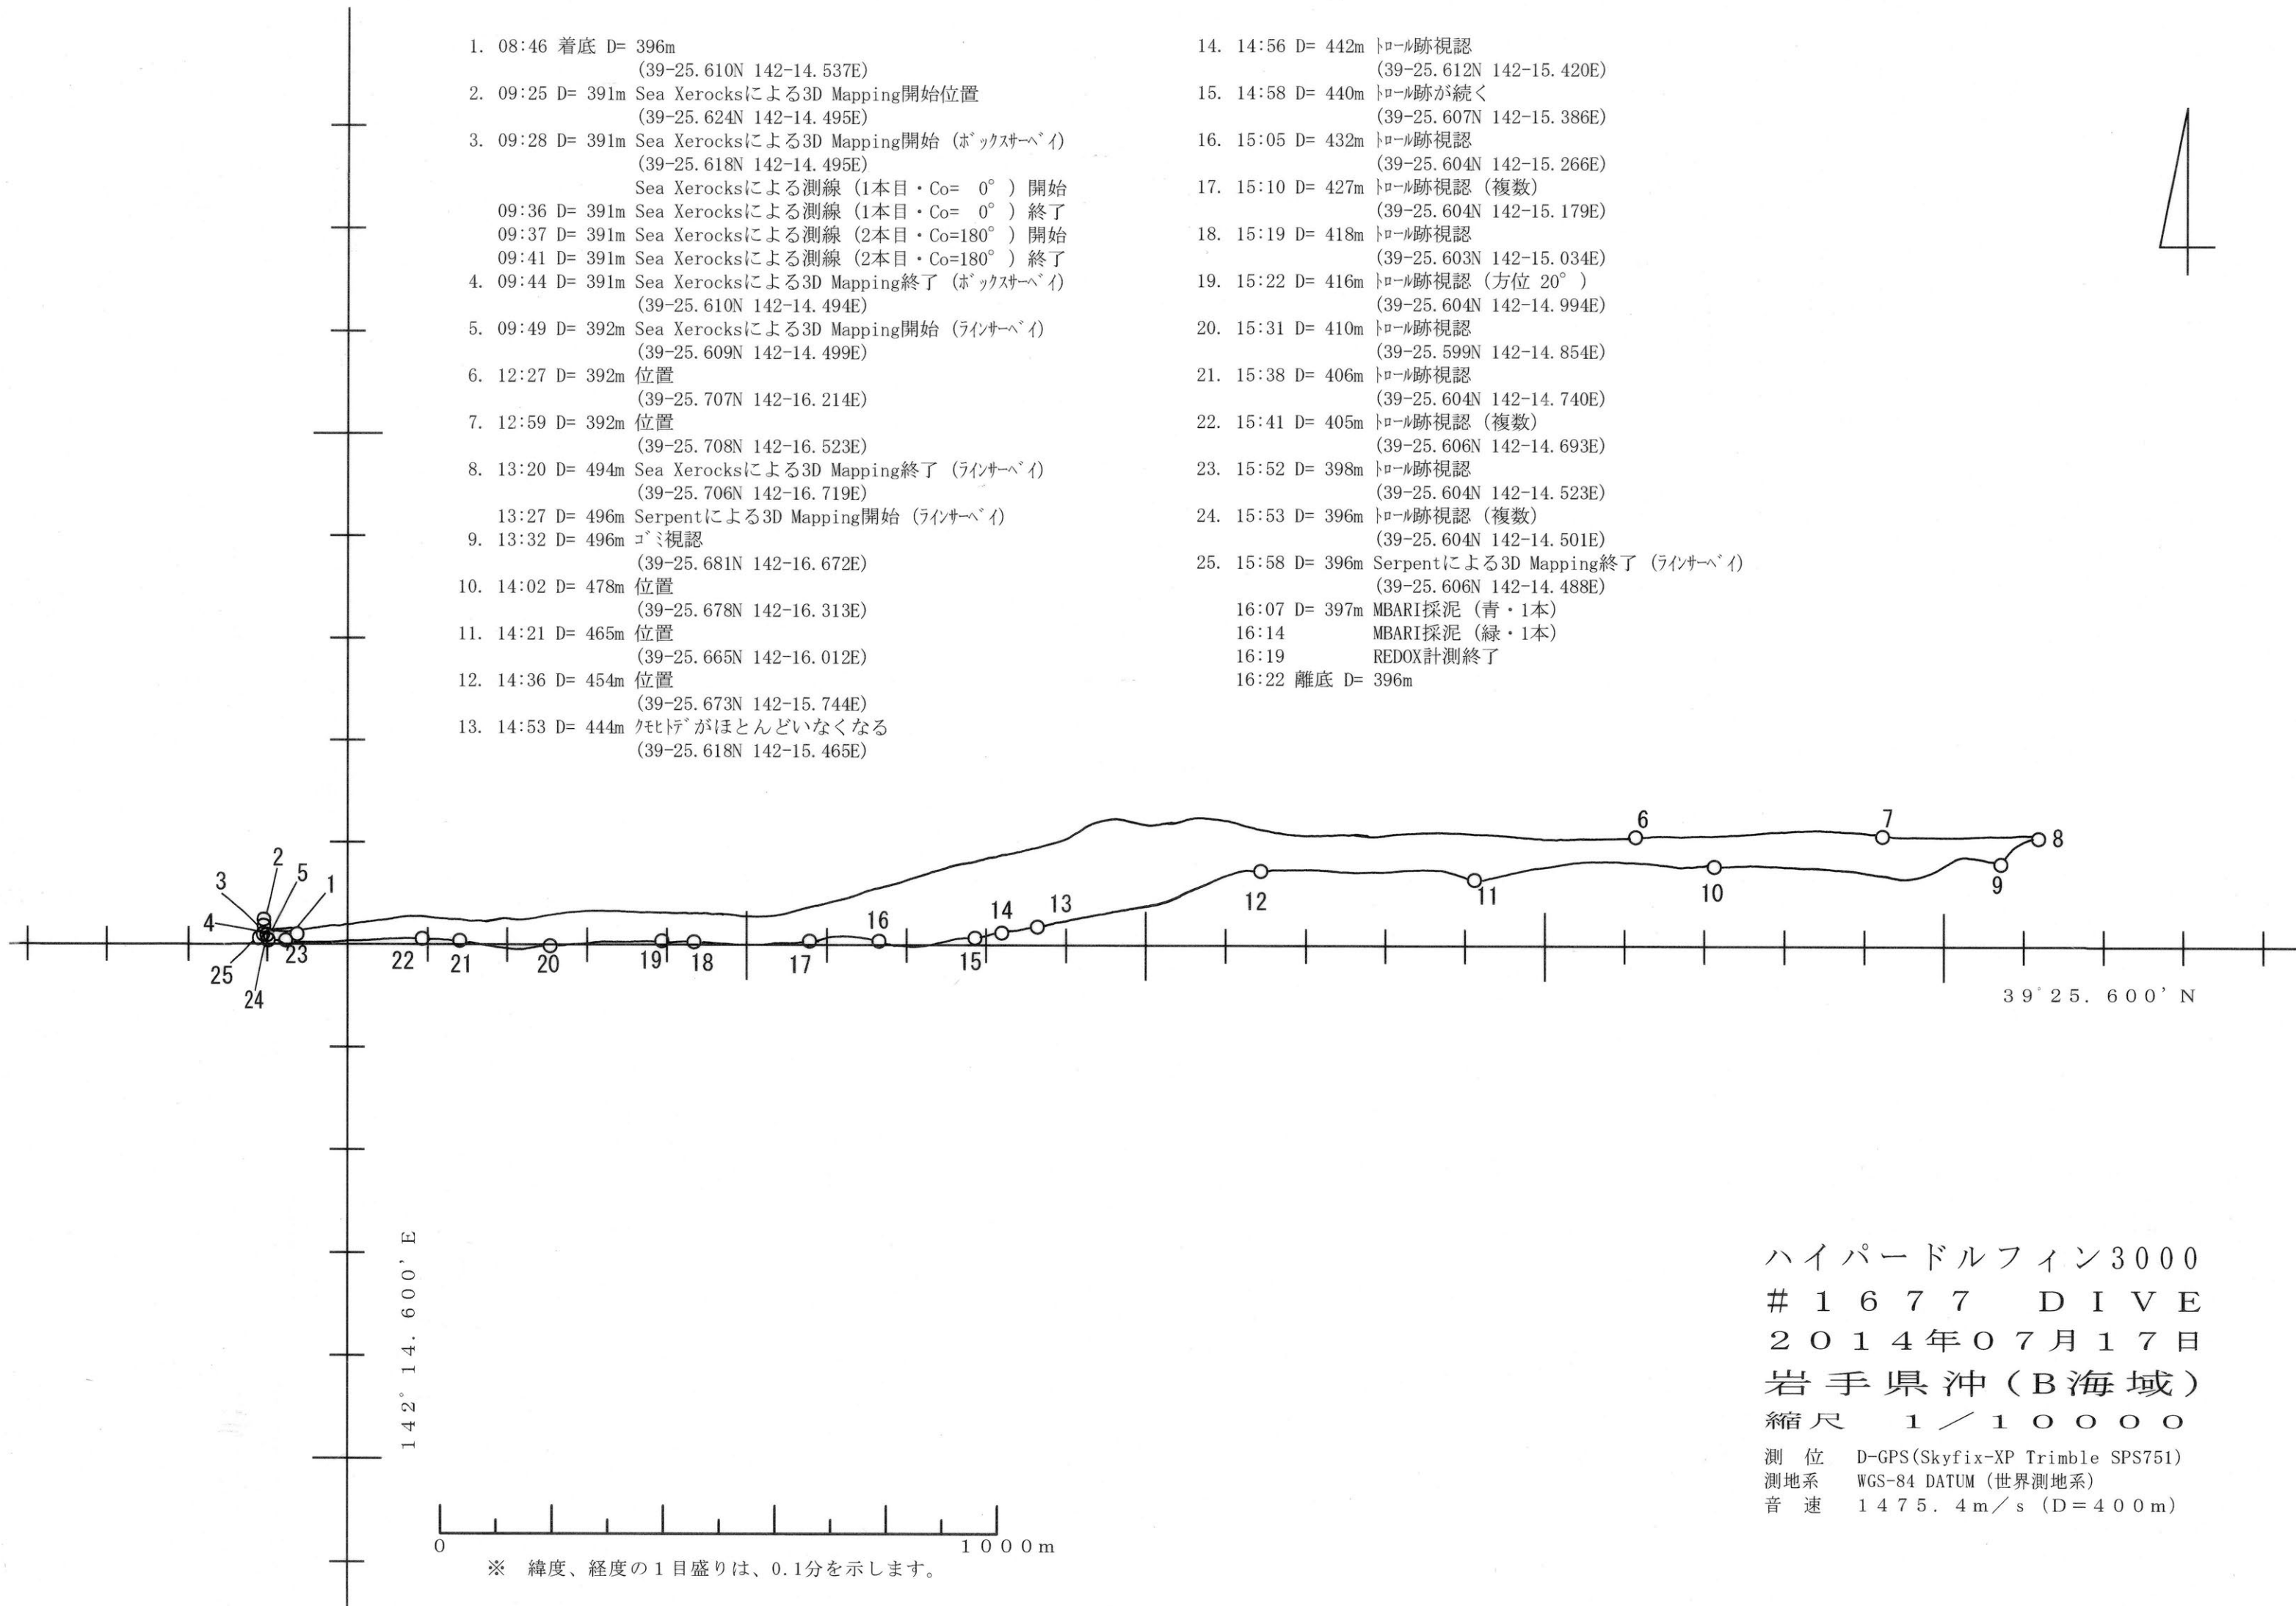 1. 08:46 着底 D= 396m
(39-25.610N 142-14.537E)
2. 09:25 D= 391m Sea Xerocksによる3D Mapping開始位置
(39-25.624N 142-14.495E)
3. 09:28 D= 391m Sea Xerocksによる3D Mapping開始 (ﾎﾞｯｸｽｻｰﾍﾞｲ)
(39-25.618N 142-14.495E)
Sea Xerocksによる測線 (1本目・Co= 0°) 開始
09:36 D= 391m Sea Xerocksによる測線 (1本目・Co= 0°) 終了
09:37 D= 391m Sea Xerocksによる測線 (2本目・Co=180°) 開始
09:41 D= 391m Sea Xerocksによる測線 (2本目・Co=180°) 終了
4. 09:44 D= 391m Sea Xerocksによる3D Mapping終了 (ﾎﾞｯｸｽｻｰﾍﾞｲ)
(39-25.610N 142-14.494E)
5. 09:49 D= 392m Sea Xerocksによる3D Mapping開始 (ﾗｲﾝｻｰﾍﾞｲ)
(39-25.609N 142-14.499E)
6. 12:27 D= 392m 位置
(39-25.707N 142-16.214E)
7. 12:59 D= 392m 位置
(39-25.708N 142-16.523E)
8. 13:20 D= 494m Sea Xerocksによる3D Mapping終了 (ﾗｲﾝｻｰﾍﾞｲ)
(39-25.706N 142-16.719E)
13:27 D= 496m Serpentによる3D Mapping開始 (ﾗｲﾝｻｰﾍﾞｲ)
9. 13:32 D= 496m ｺﾞﾐ視認
(39-25.681N 142-16.672E)
10. 14:02 D= 478m 位置
(39-25.678N 142-16.313E)
11. 14:21 D= 465m 位置
(39-25.665N 142-16.012E)
12. 14:36 D= 454m 位置
(39-25.673N 142-15.744E)
13. 14:53 D= 444m ｸﾓﾋﾄﾃﾞがほとんどいなくなる
(39-25.618N 142-15.465E)
14. 14:56 D= 442m ﾄﾛｰﾙ跡視認
(39-25.612N 142-15.420E)
15. 14:58 D= 440m ﾄﾛｰﾙ跡が続く
(39-25.607N 142-15.386E)
16. 15:05 D= 432m ﾄﾛｰﾙ跡視認
(39-25.604N 142-15.266E)
17. 15:10 D= 427m ﾄﾛｰﾙ跡視認 (複数)
(39-25.604N 142-15.179E)
18. 15:19 D= 418m ﾄﾛｰﾙ跡視認
(39-25.603N 142-15.034E)
19. 15:22 D= 416m ﾄﾛｰﾙ跡視認 (方位 20°)
(39-25.604N 142-14.994E)
20. 15:31 D= 410m ﾄﾛｰﾙ跡視認
(39-25.599N 142-14.854E)
21. 15:38 D= 406m ﾄﾛｰﾙ跡視認
(39-25.604N 142-14.740E)
22. 15:41 D= 405m ﾄﾛｰﾙ跡視認 (複数)
(39-25.606N 142-14.693E)
23. 15:52 D= 398m ﾄﾛｰﾙ跡視認
(39-25.604N 142-14.523E)
24. 15:53 D= 396m ﾄﾛｰﾙ跡視認 (複数)
(39-25.604N 142-14.501E)
25. 15:58 D= 396m Serpentによる3D Mapping終了 (ﾗｲﾝｻｰﾍﾞｲ)
(39-25.606N 142-14.488E)
16:07 D= 397m MBARI採泥 (青・1本)
16:14 MBARI採泥 (緑・1本)
16:19 REDOX計測終了
16:22 離底 D= 396m
6
7
8
2
5
3
1
4
9
10
11
12
13
14
16
25
24
23
22
21
20
19
18
17
15
39°25.600'N
142°14.600'E
0
1000m
※ 緯度、経度の1目盛りは、0.1分を示します。
ハイパードルフィン3000
#1677 DIVE
2014年07月17日
岩手県沖(B海域)
縮尺 1/10000
測位 D-GPS(Skyfix-XP Trimble SPS751)
測地系 WGS-84 DATUM (世界測地系)
音速 1475.4m/s (D=400m)